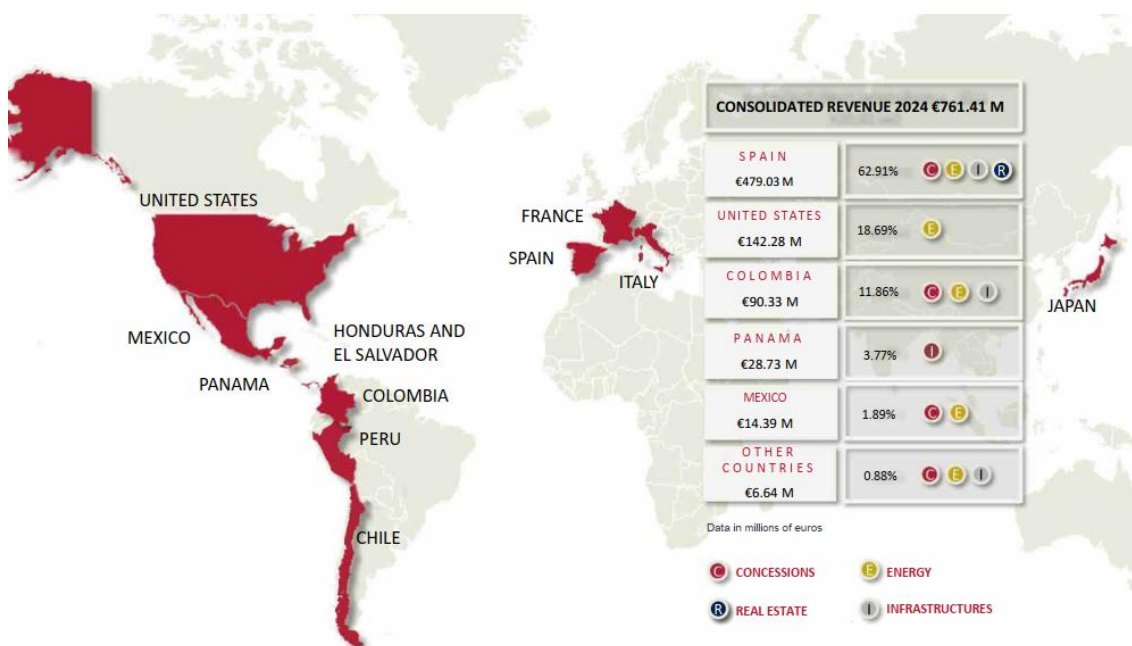 CONSOLIDATED REVENUE 2024 €761.41 M
SPAIN
€479.03 M
62.91% C E I R
UNITED STATES
€142.28 M
18.69% E
COLOMBIA
€90.33 M
11.86% C E I
PANAMA
€28.73 M
3.77% I
MEXICO
€14.39 M
1.89% C E
OTHER
COUNTRIES
€6.64 M
0.88% C E I
Data in millions of euros
C CONCESSIONS
E ENERGY
R REAL ESTATE
I INFRASTRUCTURES
UNITED STATES
MEXICO
HONDURAS AND
EL SALVADOR
PANAMA
COLOMBIA
PERU
CHILE
FRANCE
SPAIN
ITALY
JAPAN